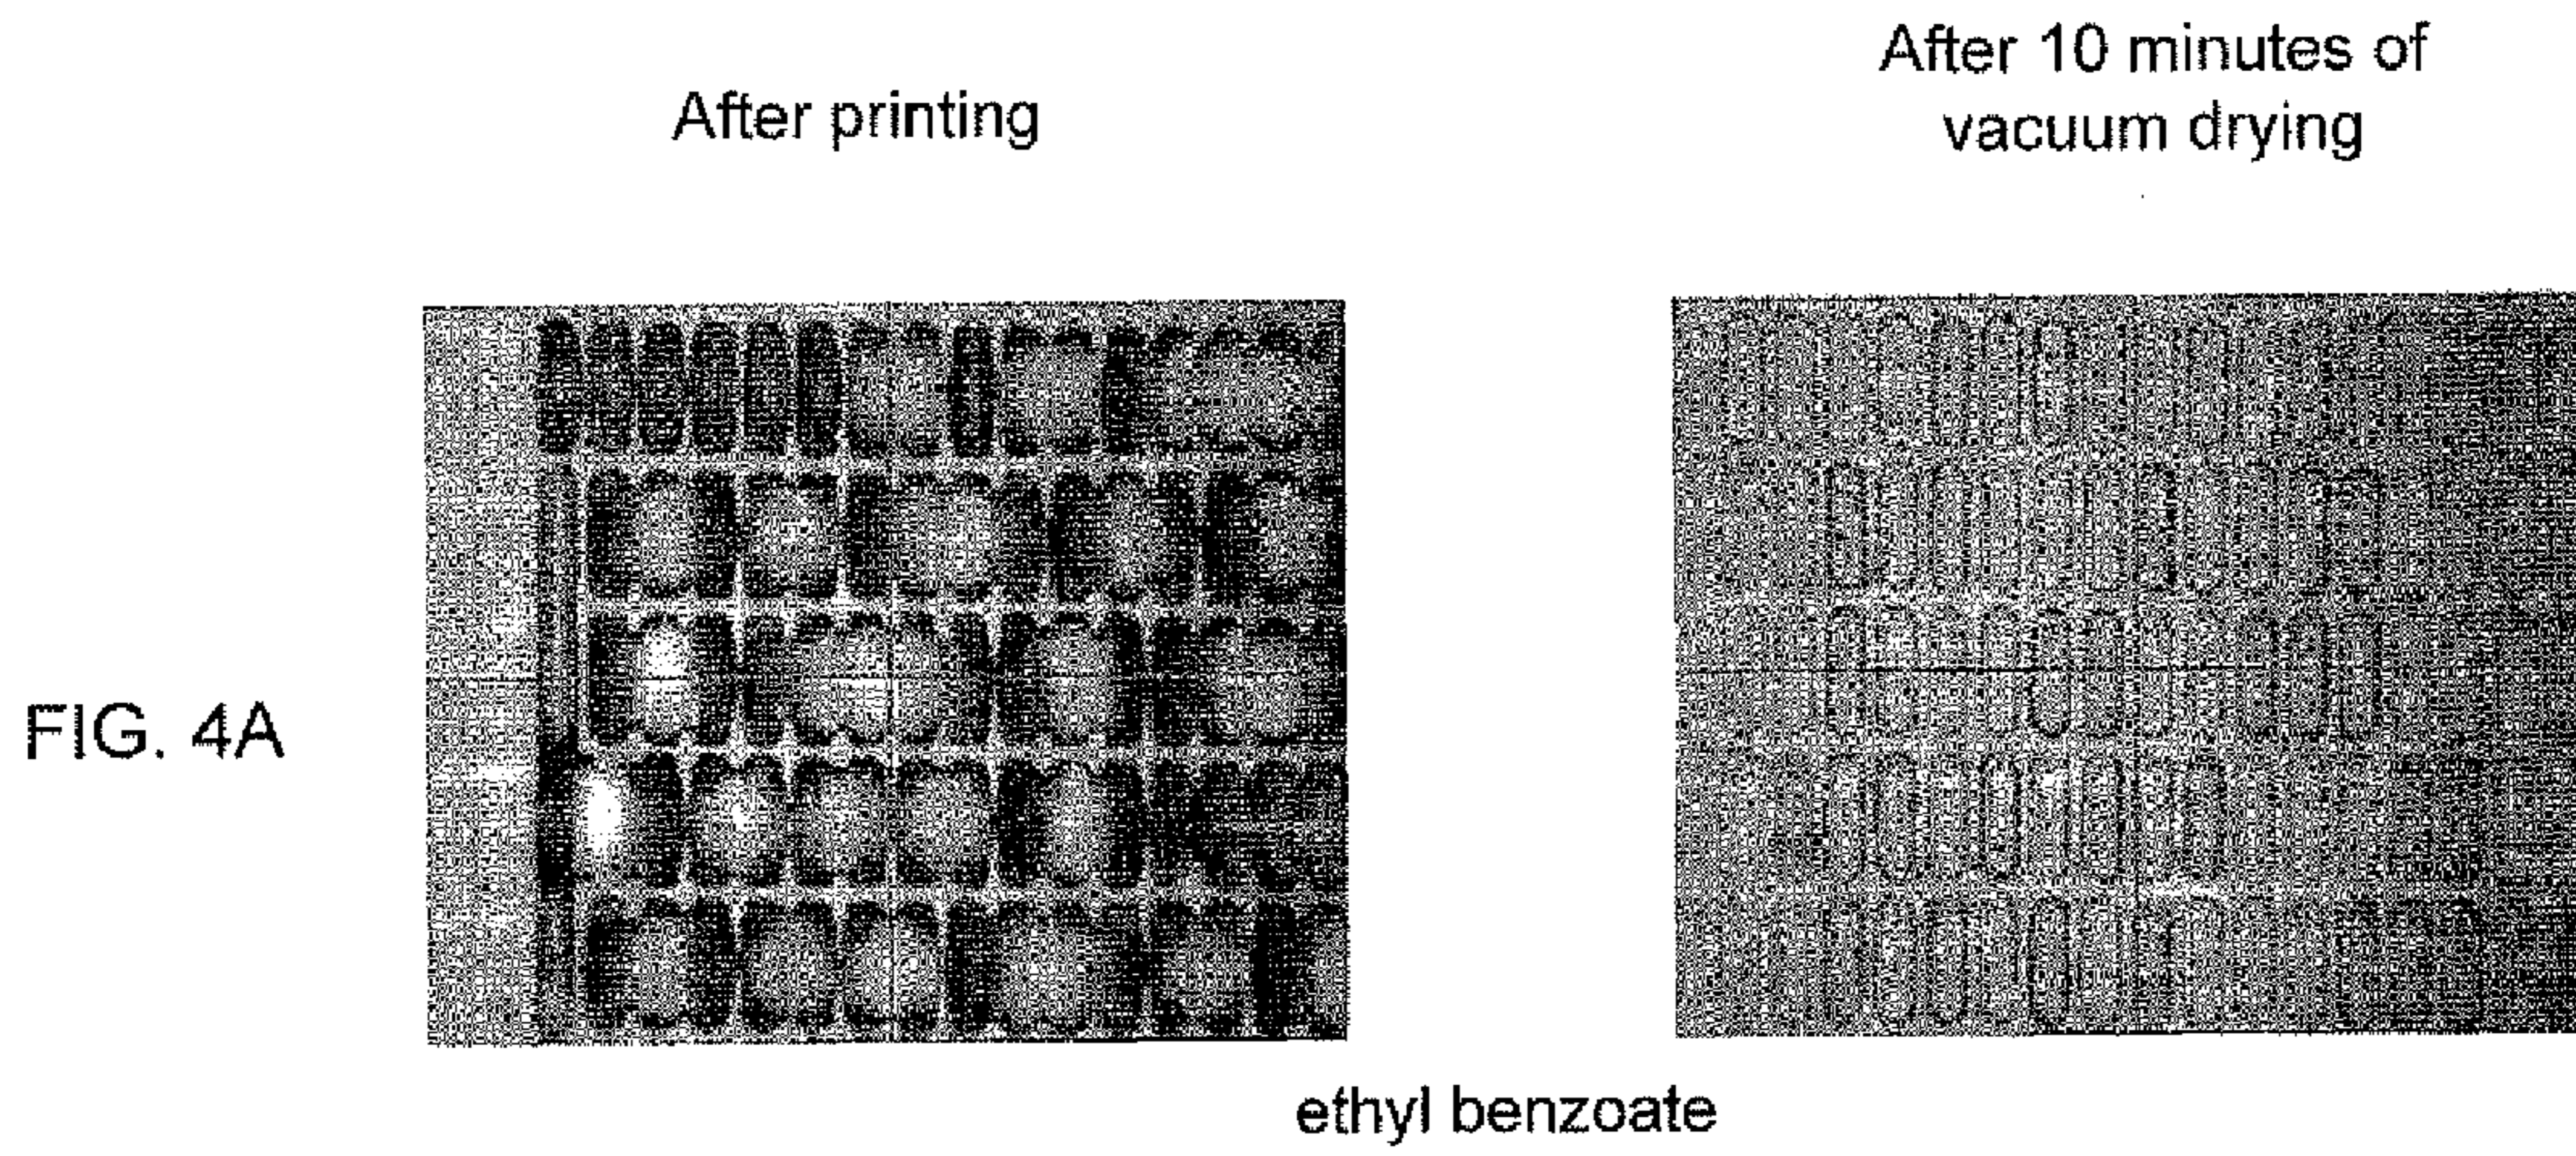 After printing
After 10 minutes of
vacuum drying
FIG. 4A
ethyl benzoate